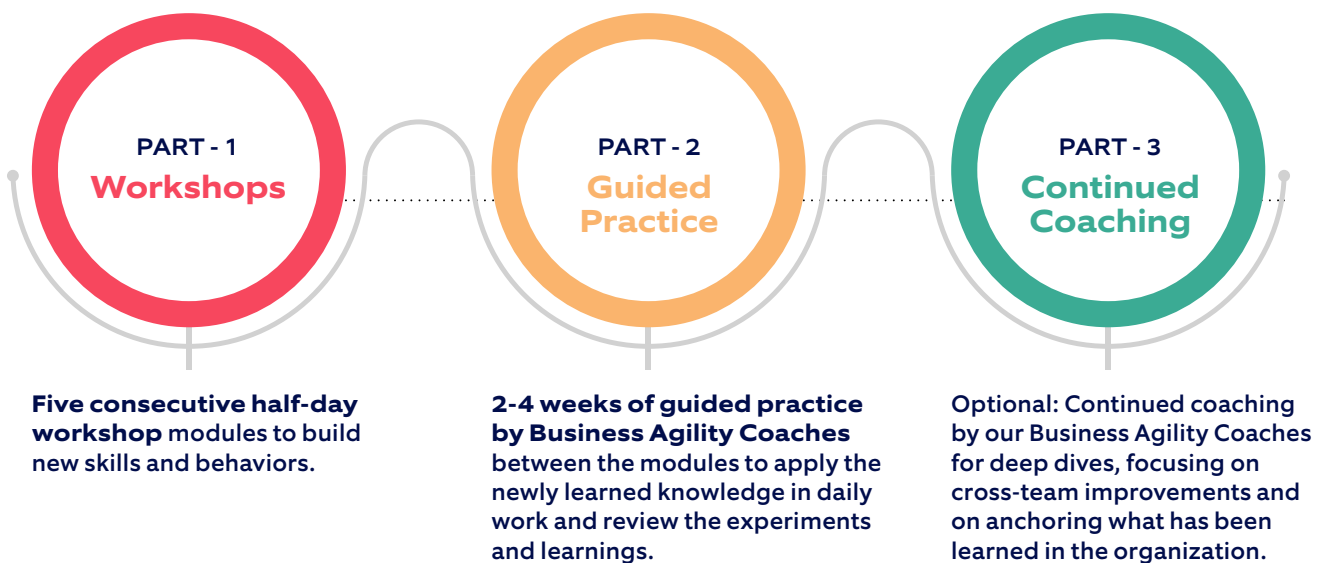 PART - 1
Workshops
Five consecutive half-day
workshop modules to build
new skills and behaviors.
PART - 2
Guided
Practice
2-4 weeks of guided practice
by Business Agility Coaches
between the modules to apply the
newly learned knowledge in daily
work and review the experiments
and learnings.
PART - 3
Continued
Coaching
Optional: Continued coaching
by our Business Agility Coaches
for deep dives, focusing on
cross-team improvements and
on anchoring what has been
learned in the organization.